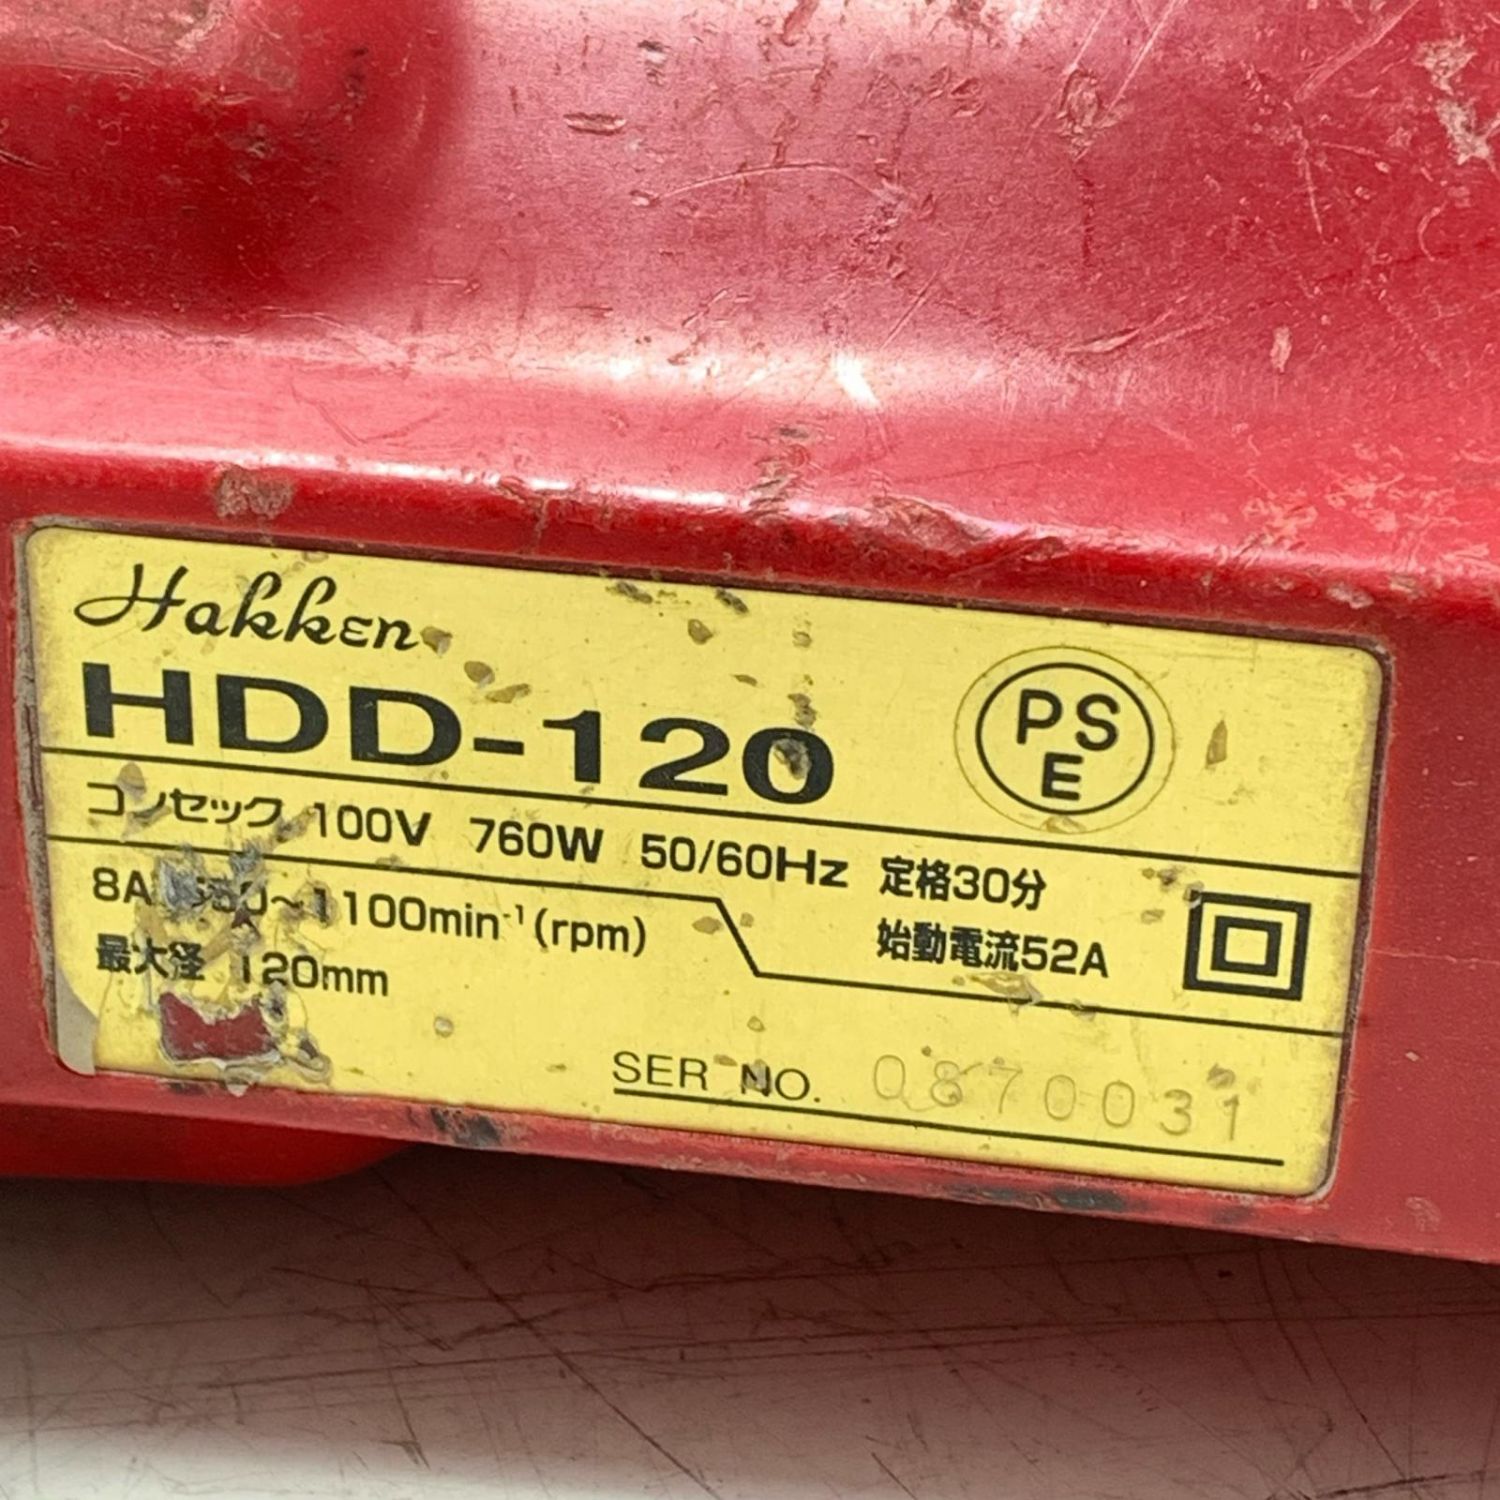 Hakken
HDD-120
PSE
コンセック 100V 760W 50/60Hz 定格30分
8A ~1100min⁻¹(rpm) 始動電流52A
最大径 120mm
SER NO. 0870031